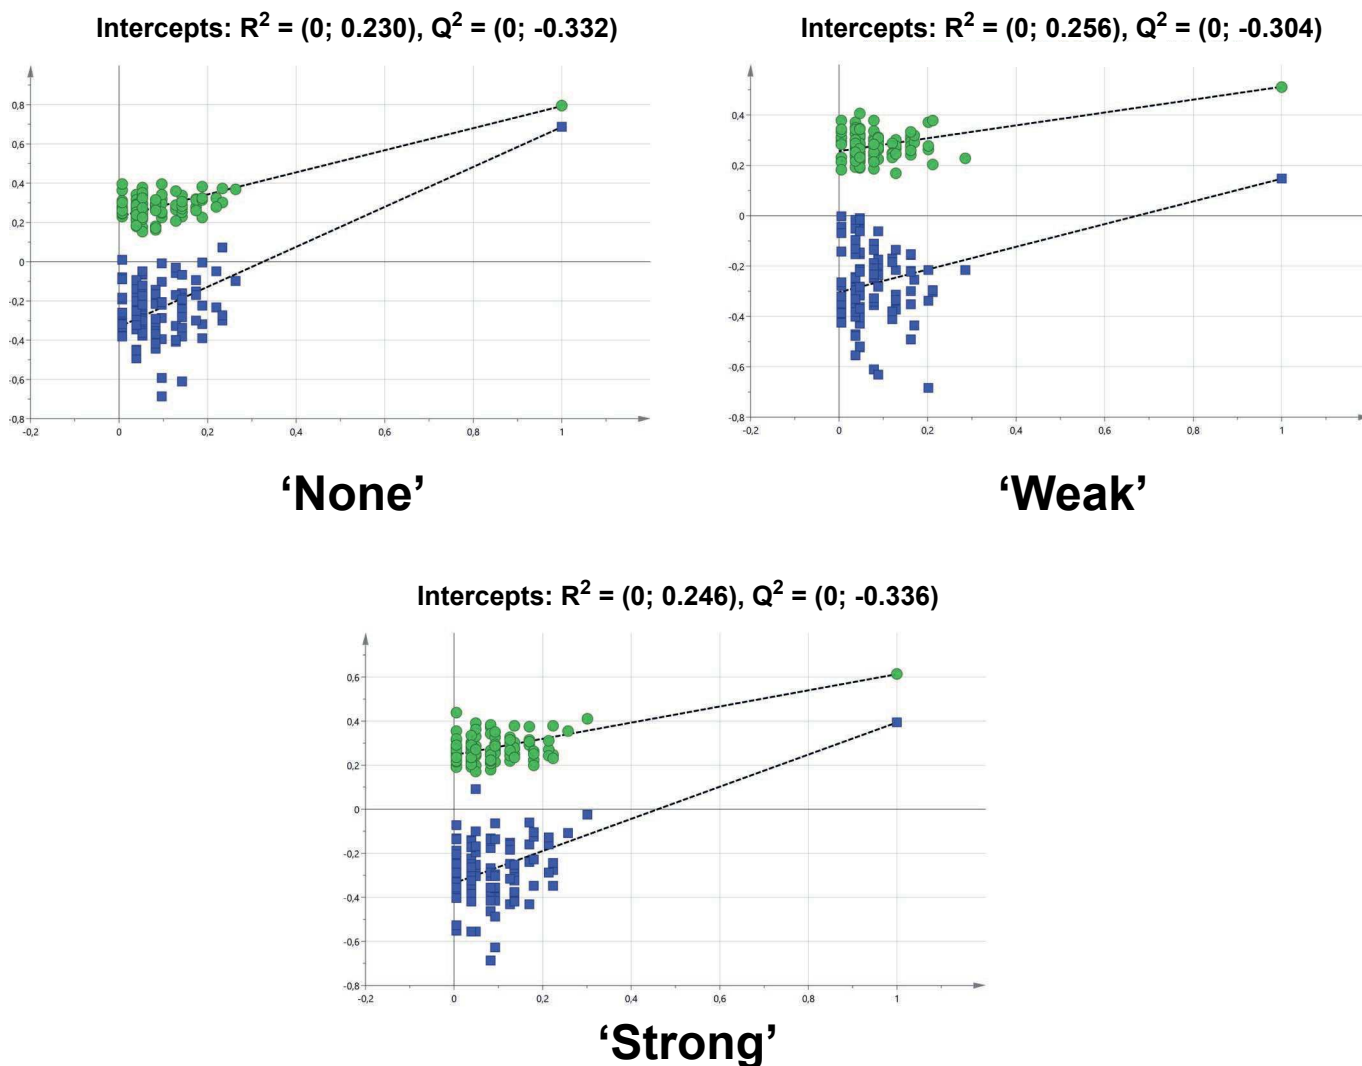 Intercepts: R² = (0; 0.230), Q² = (0; -0.332)
0,8
0,6
0,4
0,2
0
-0,2
-0,4
-0,6
-0,8
-0,2 0 0,2 0,4 0,6 0,8 1
‘None’
Intercepts: R² = (0; 0.256), Q² = (0; -0.304)
0,4
0,2
0
-0,2
-0,4
-0,6
-0,8
-0,2 0 0,2 0,4 0,6 0,8 1
‘Weak’
Intercepts: R² = (0; 0.246), Q² = (0; -0.336)
0,6
0,4
0,2
0
-0,2
-0,4
-0,6
-0,8
-0,2 0 0,2 0,4 0,6 0,8 1
‘Strong’